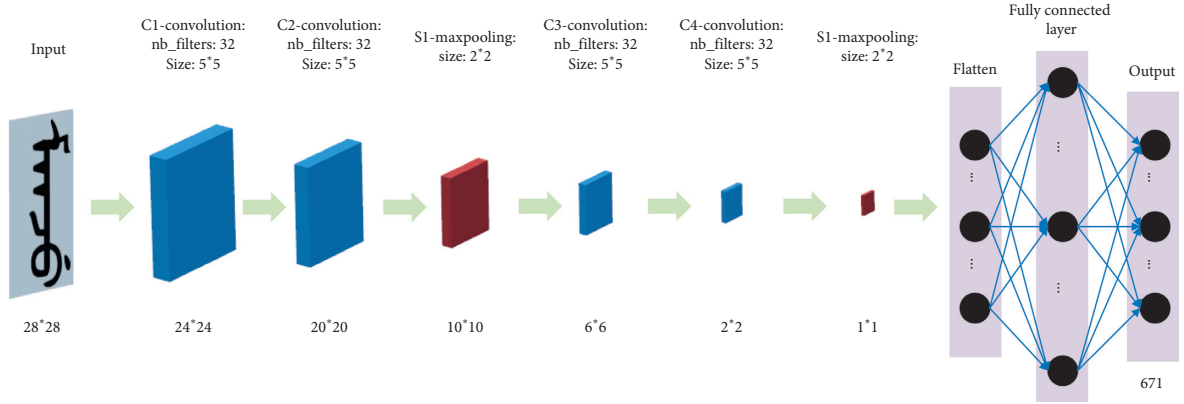 Input
C1-convolution:
nb_filters: 32
Size: 5*5
C2-convolution:
nb_filters: 32
Size: 5*5
S1-maxpooling:
size: 2*2
C3-convolution:
nb_filters: 32
Size: 5*5
C4-convolution:
nb_filters: 32
Size: 5*5
S1-maxpooling:
size: 2*2
Fully connected
layer
Flatten
Output
28*28
24*24
20*20
10*10
6*6
2*2
1*1
...
...
...
...
...
...
671